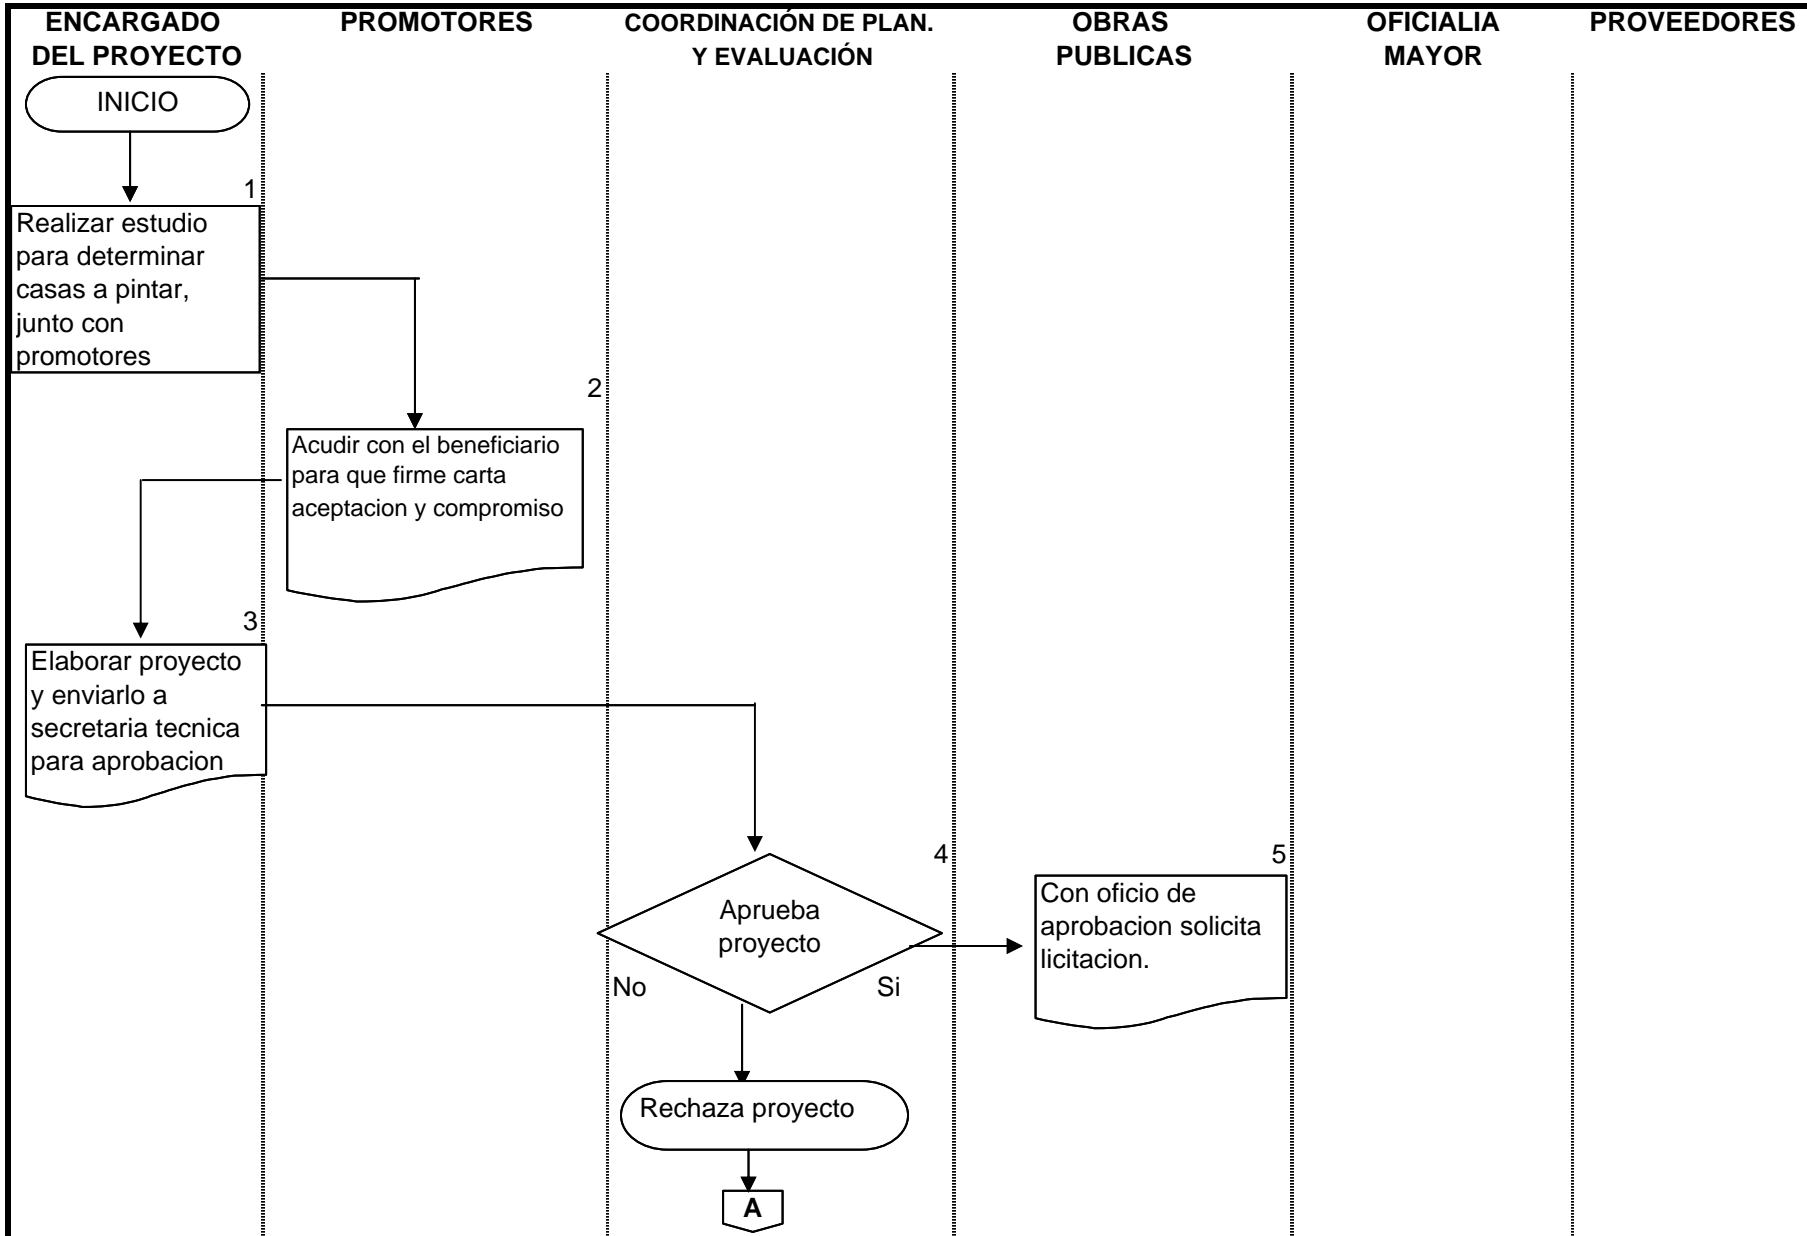 ENCARGADO
DEL PROYECTO
PROMOTORES
COORDINACIÓN DE PLAN.
Y EVALUACIÓN
OBRAS
PUBLICAS
OFICIALIA
MAYOR
PROVEEDORES
INICIO
1
Realizar estudio
para determinar
casas a pintar,
junto con
promotores
2
Acudir con el beneficiario
para que firme carta
aceptacion y compromiso
3
Elaborar proyecto
y enviarlo a
secretaria tecnica
para aprobacion
4
Aprueba
proyecto
No
Si
5
Con oficio de
aprobacion solicita
licitacion.
Rechaza proyecto
A